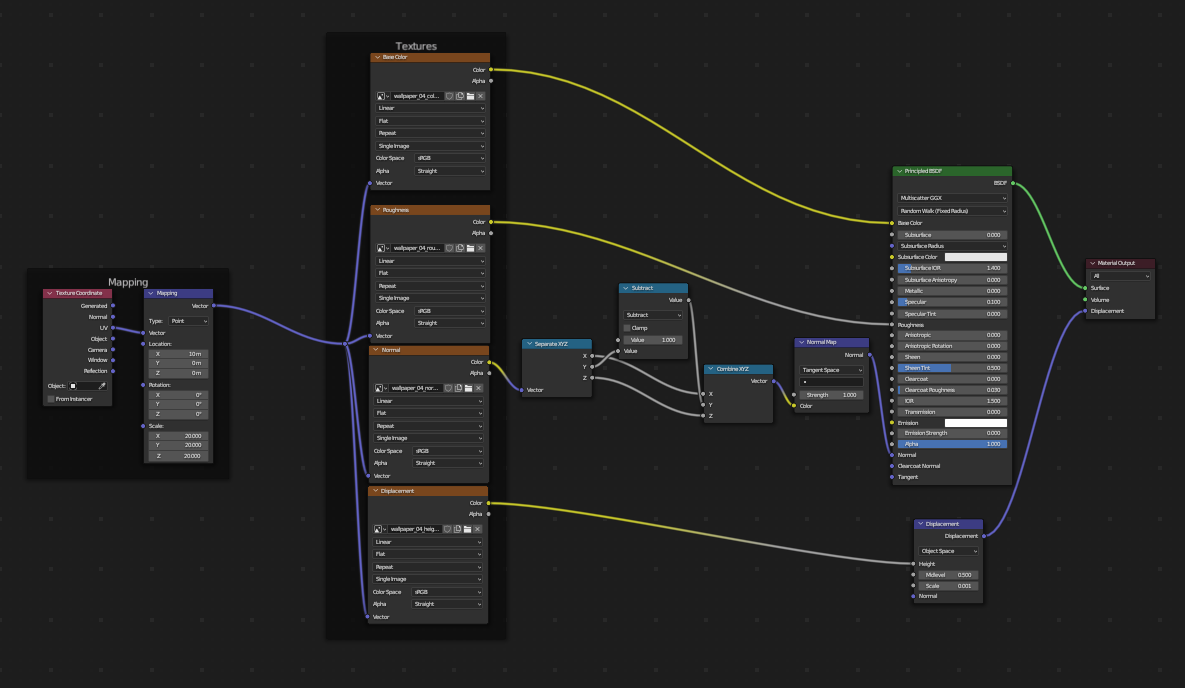 Mapping
Texture Coordinate
Generated
Normal
UV
Object
Camera
Window
Reflection
Object:
From Instancer
Mapping
Vector
Type: Point
Vector
Location:
X 10 m
Y 0 m
Z 0 m
Rotation:
X 0°
Y 0°
Z 0°
Scale:
X 20.000
Y 20.000
Z 20.000
Textures
Base Color
Color
Alpha
wallpaper_04_col...
Linear
Flat
Repeat
Single Image
Color Space sRGB
Alpha Straight
Vector
Roughness
Color
Alpha
wallpaper_04_rou...
Linear
Flat
Repeat
Single Image
Color Space sRGB
Alpha Straight
Vector
Normal
Color
Alpha
wallpaper_04_nor...
Linear
Flat
Repeat
Single Image
Color Space sRGB
Alpha Straight
Vector
Displacement
Color
Alpha
wallpaper_04_heig...
Linear
Flat
Repeat
Single Image
Color Space sRGB
Alpha Straight
Vector
Separate XYZ
X
Y
Z
Vector
Subtract
Value
Subtract
Clamp
Value 1.000
Value
Combine XYZ
Vector
X
Y
Z
Normal Map
Normal
Tangent Space
Strength 1.000
Color
Principled BSDF
BSDF
Multiscatter GGX
Random Walk (Fixed Radius)
Base Color
Subsurface 0.000
Subsurface Radius
Subsurface Color
Subsurface IOR 1.400
Subsurface Anisotropy 0.000
Metallic 0.000
Specular 0.100
Specular Tint 0.000
Roughness
Anisotropic 0.000
Anisotropic Rotation 0.000
Sheen 0.000
Sheen Tint 0.500
Clearcoat 0.000
Clearcoat Roughness 0.030
IOR 1.500
Transmission 0.000
Emission
Emission Strength 0.000
Alpha 1.000
Normal
Clearcoat Normal
Tangent
Displacement
Displacement
Object Space
Height
Midlevel 0.500
Scale 0.001
Normal
Material Output
All
Surface
Volume
Displacement